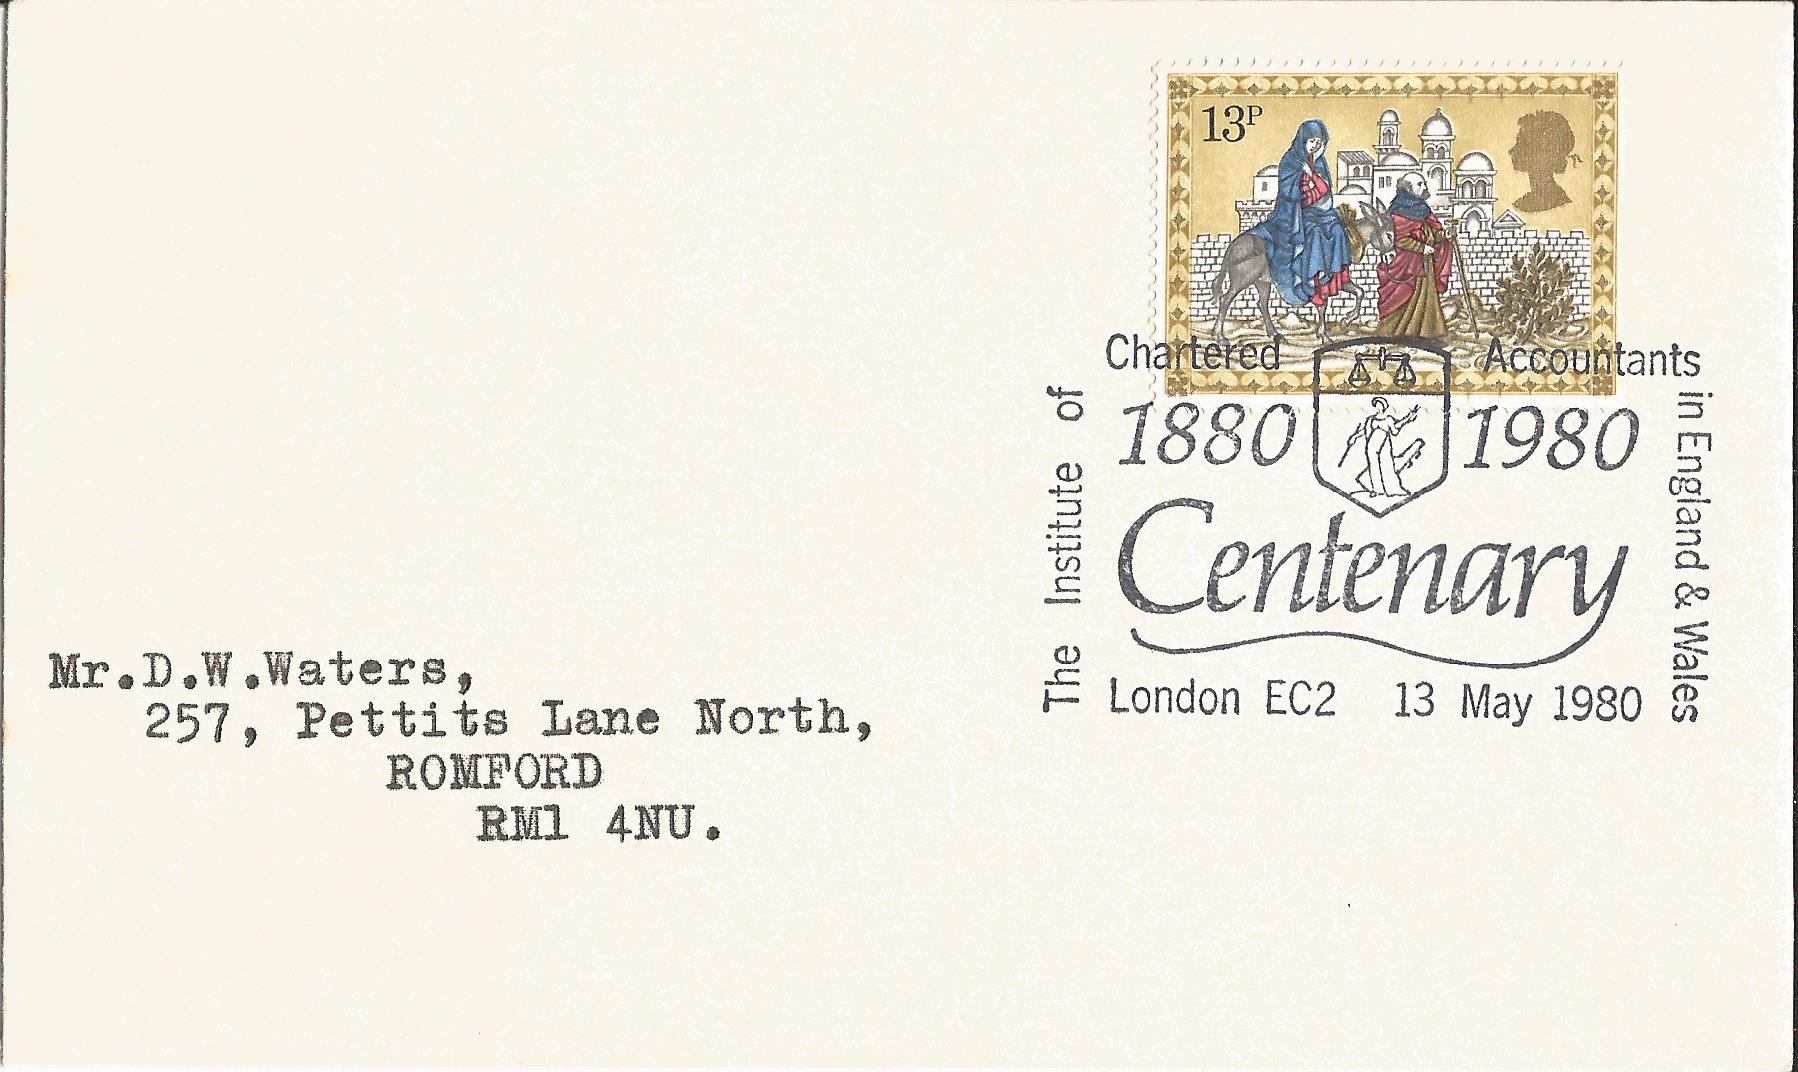 13P
The Institute of
Chartered Accountants
in England & Wales
1880 1980
Centenary
London EC2 13 May 1980
Mr.D.W.Waters,
257, Pettits Lane North,
ROMFORD
RM1 4NU.